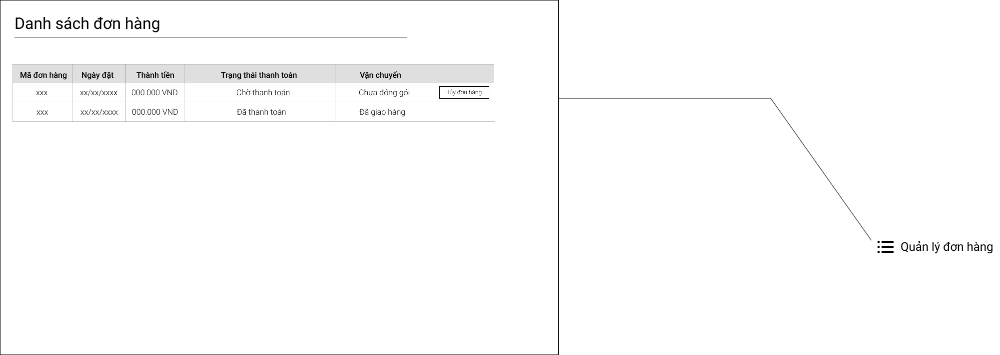 Danh sách đơn hàng
Mã đơn hàng Ngày đặt Thành tiền Trạng thái thanh toán Vận chuyển
xxx xx/xx/xxxx 000.000 VND Chờ thanh toán Chưa đóng gói Hủy đơn hàng
xxx xx/xx/xxxx 000.000 VND Đã thanh toán Đã giao hàng
Quản lý đơn hàng